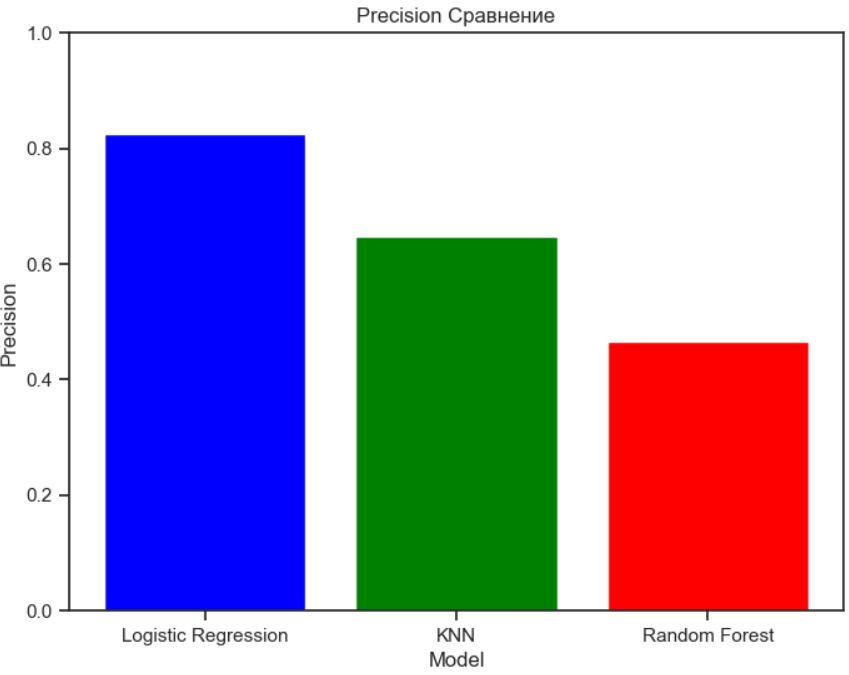 Precision Сравнение
1.0
0.8
0.6
0.4
0.2
0.0
Precision
Logistic Regression
KNN
Random Forest
Model